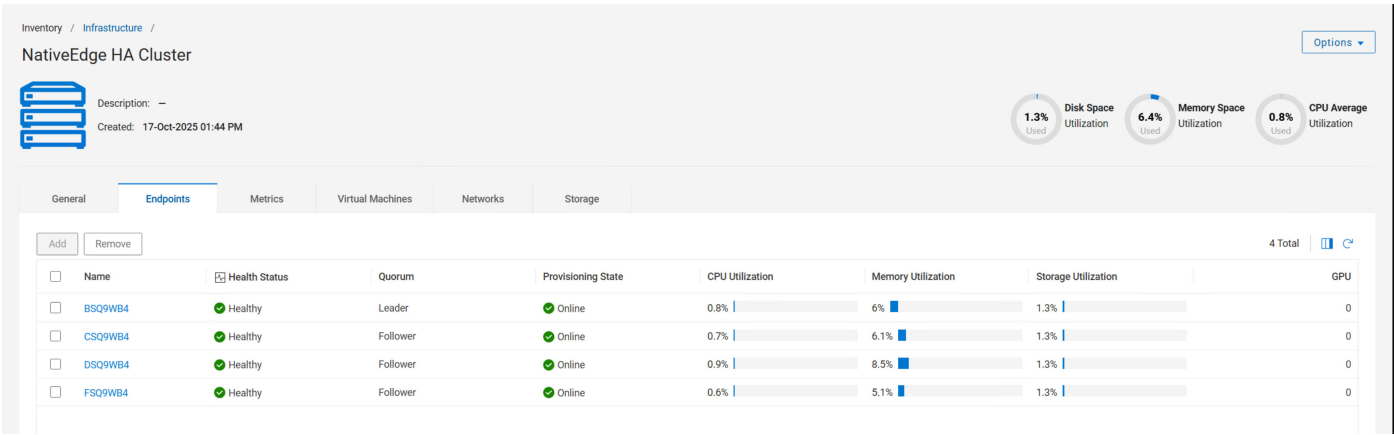 Inventory / Infrastructure /
NativeEdge HA Cluster
Options
Description: –
Created: 17-Oct-2025 01:44 PM
1.3% Used Disk Space Utilization
6.4% Used Memory Space Utilization
0.8% Used CPU Average Utilization
General Endpoints Metrics Virtual Machines Networks Storage
Add Remove 4 Total
Name Health Status Quorum Provisioning State CPU Utilization Memory Utilization Storage Utilization GPU
BSQ9WB4 Healthy Leader Online 0.8% 6% 1.3% 0
CSQ9WB4 Healthy Follower Online 0.7% 6.1% 1.3% 0
DSQ9WB4 Healthy Follower Online 0.9% 8.5% 1.3% 0
FSQ9WB4 Healthy Follower Online 0.6% 5.1% 1.3% 0